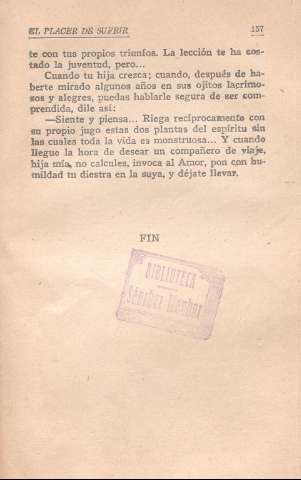 EL PLACER DE SUFRIR 157
te con tus propios triunfos. La lección te ha cos-
tado la juventud, pero...
Cuando tu hija crezca; cuando, después de ha-
berte mirado algunos años en sus ojitos lacrimo-
sos y alegres, puedas hablarle segura de ser com-
prendida, dile así:
—Siente y piensa... Riega recíprocamente con
su propio jugo estas dos plantas del espíritu sin
las cuales toda la vida es monstruosa... Y cuando
llegue la hora de desear un compañero de viaje,
hija mía, no calcules, invoca al Amor, pon con hu-
mildad tu diestra en la suya, y déjate llevar.
FIN
BIBLIOTECA
Sánchez